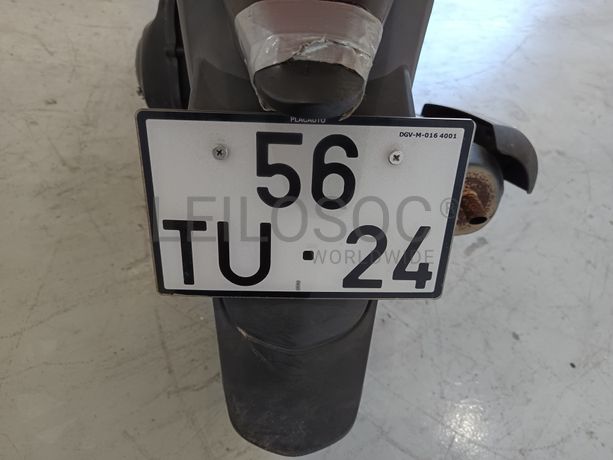 PLACAUTO
DGV-M-016 4001
56
TU·24
LEILOSOC®
WORLDWIDE